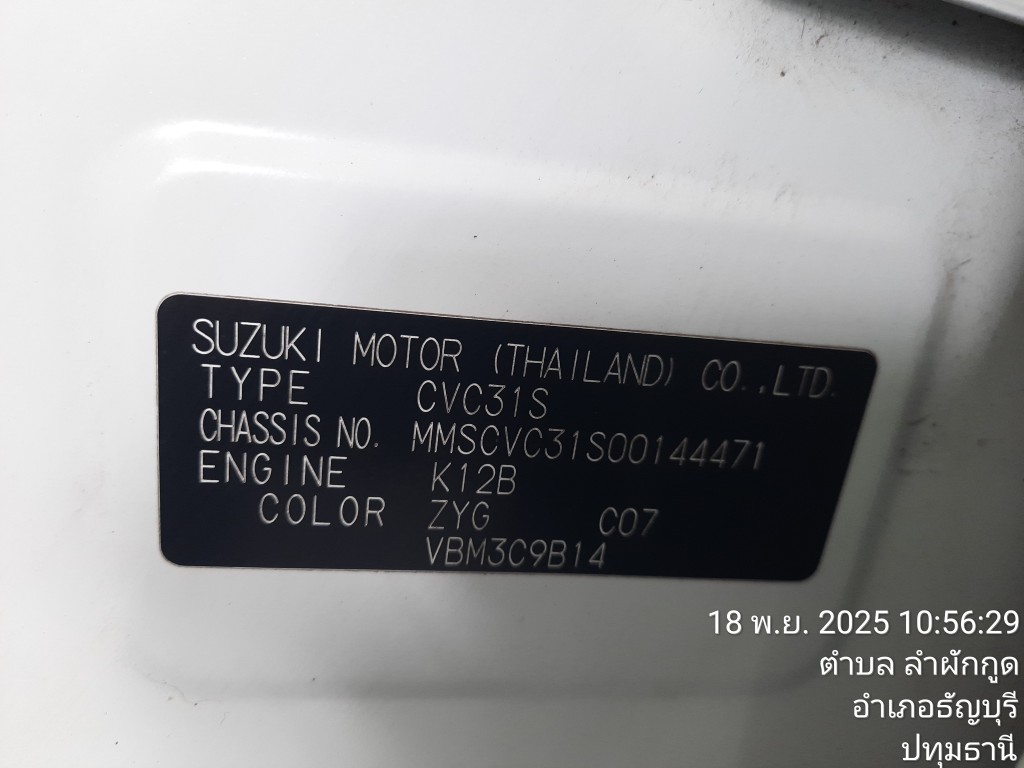 SUZUKI MOTOR (THAILAND) CO.,LTD.
TYPE CVC31S
CHASSIS NO. MMSCVC31S00144471
ENGINE K12B
COLOR ZYG C07
VBM3C9B14
18 พ.ย. 2025 10:56:29
ตำบล ลำผักกูด
อำเภอธัญบุรี
ปทุมธานี